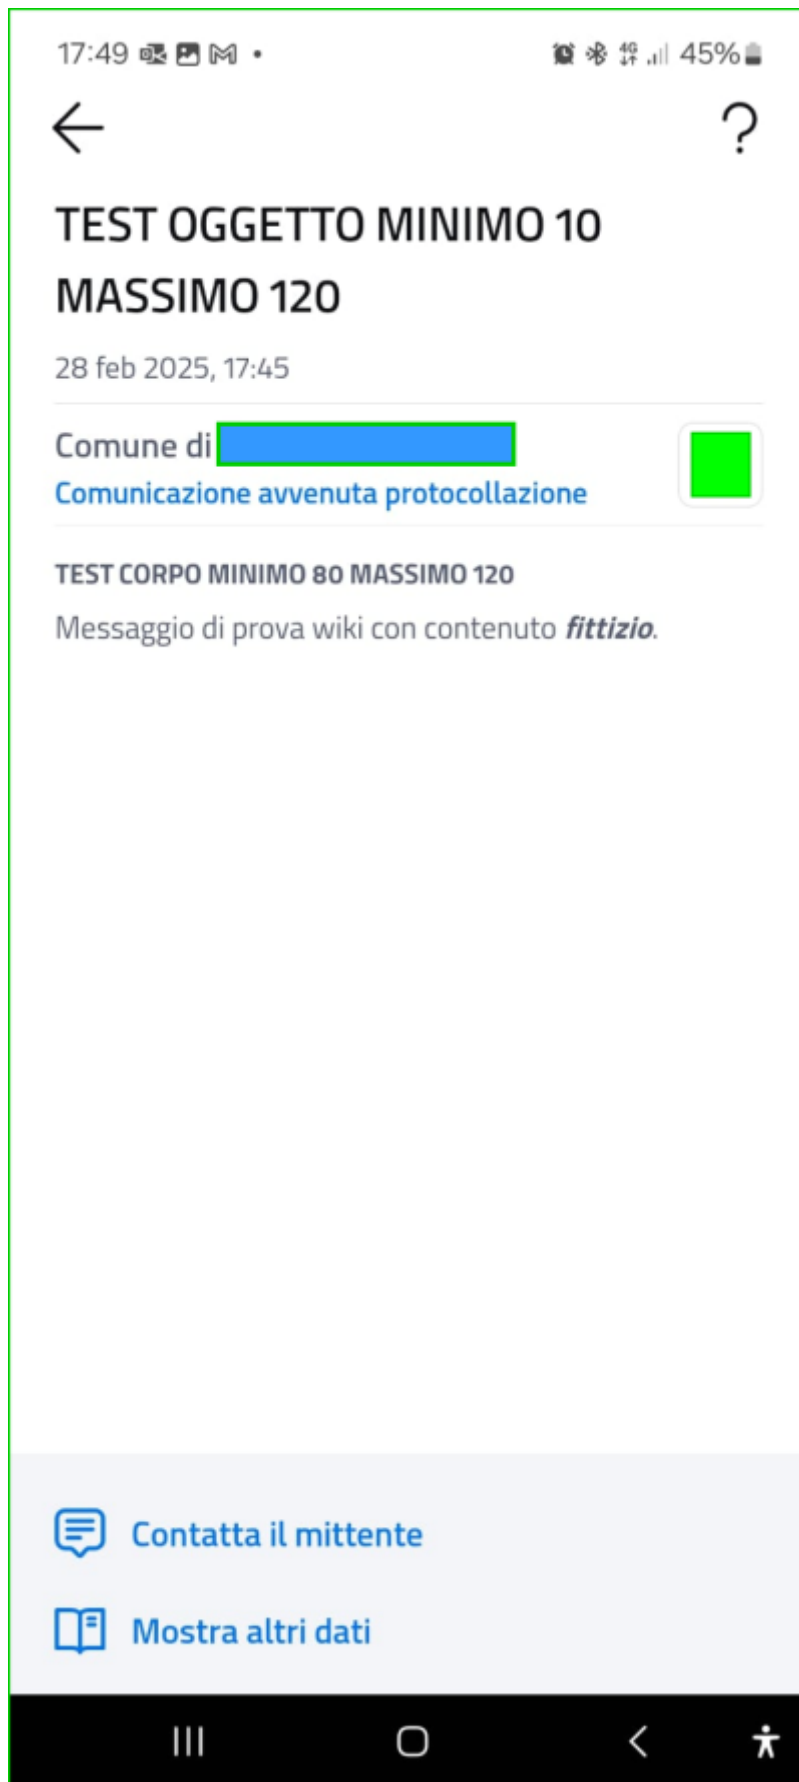 17:49
4G
45%
?
TEST OGGETTO MINIMO 10
MASSIMO 120
28 feb 2025, 17:45
Comune di
Comunicazione avvenuta protocollazione
TEST CORPO MINIMO 80 MASSIMO 120
Messaggio di prova wiki con contenuto fittizio.
Contatta il mittente
Mostra altri dati